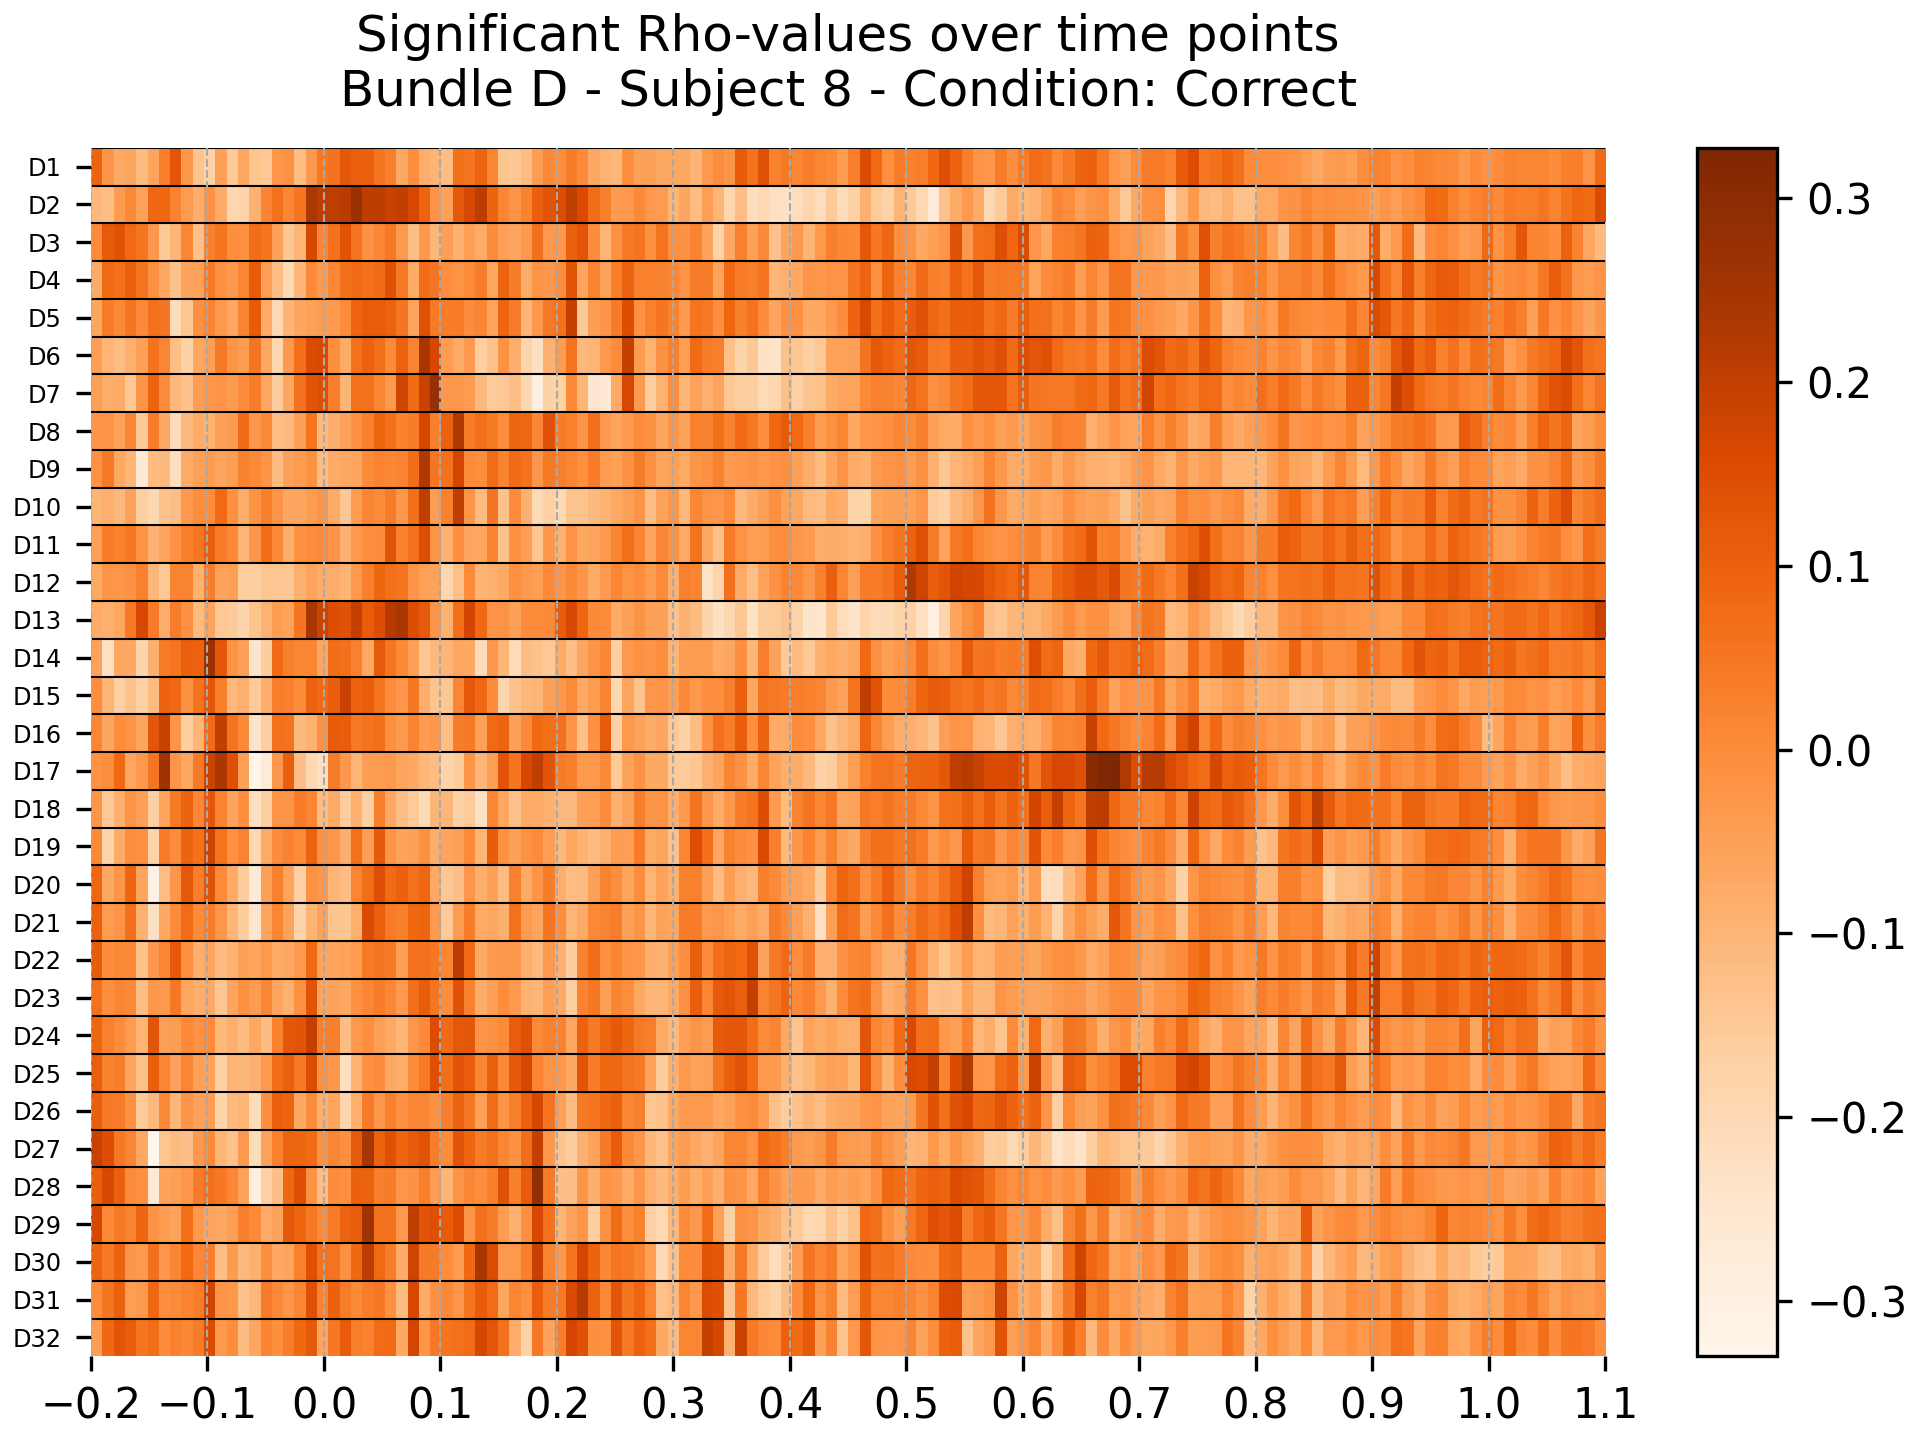 Significant Rho-values over time points
Bundle D - Subject 8 - Condition: Correct
D1
D2
D3
D4
D5
D6
D7
D8
D9
D10
D11
D12
D13
D14
D15
D16
D17
D18
D19
D20
D21
D22
D23
D24
D25
D26
D27
D28
D29
D30
D31
D32
−0.2 −0.1 0.0 0.1 0.2 0.3 0.4 0.5 0.6 0.7 0.8 0.9 1.0 1.1
0.3
0.2
0.1
0.0
−0.1
−0.2
−0.3